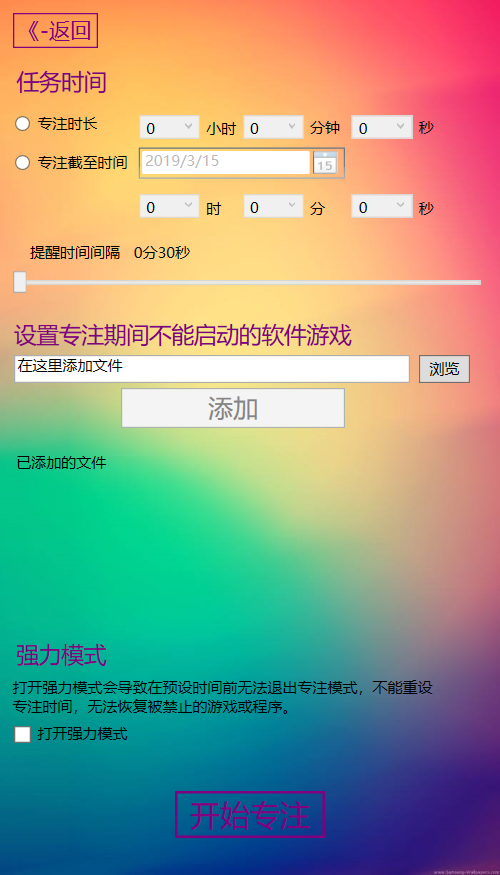 《-返回
任务时间
专注时长 0 小时 0 分钟 0 秒
专注截至时间 2019/3/15 15
0 时 0 分 0 秒
提醒时间间隔 0分30秒
设置专注期间不能启动的软件游戏
在这里添加文件 浏览
添加
已添加的文件
强力模式
打开强力模式会导致在预设时间前无法退出专注模式，不能重设
专注时间，无法恢复被禁止的游戏或程序。
打开强力模式
开始专注